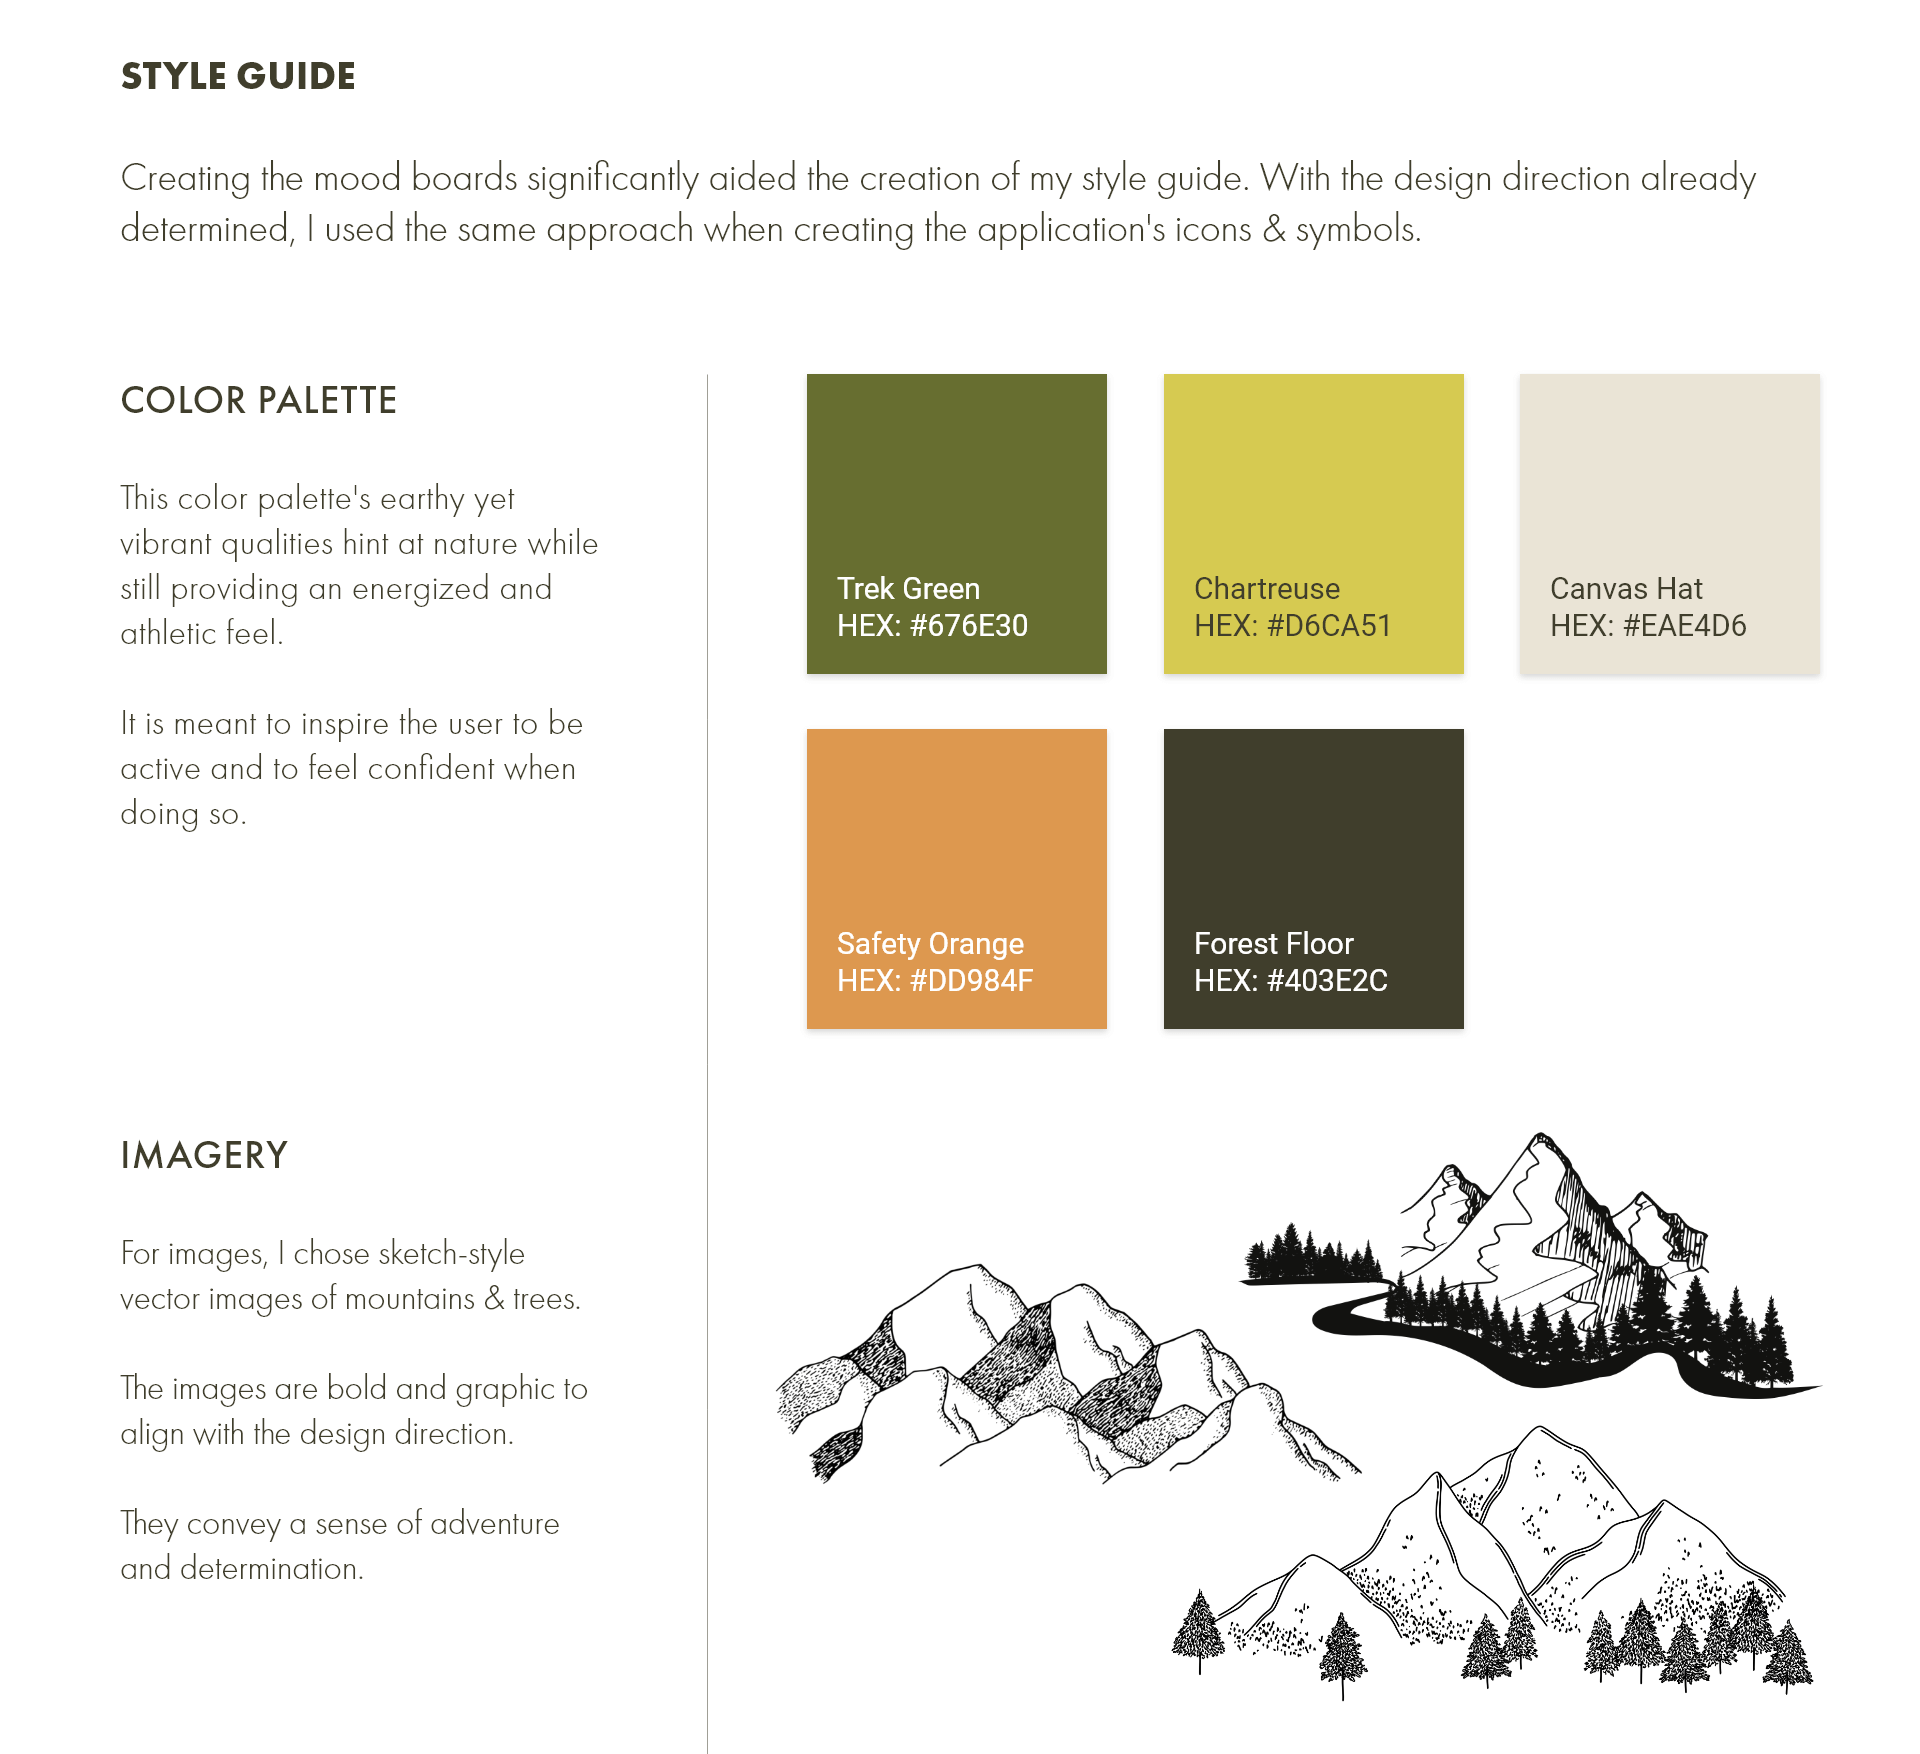 STYLE GUIDE
Creating the mood boards significantly aided the creation of my style guide. With the design direction already
determined, I used the same approach when creating the application's icons & symbols.
COLOR PALETTE
This color palette's earthy yet
vibrant qualities hint at nature while
still providing an energized and
athletic feel.
It is meant to inspire the user to be
active and to feel confident when
doing so.
Trek Green
HEX: #676E30
Chartreuse
HEX: #D6CA51
Canvas Hat
HEX: #EAE4D6
Safety Orange
HEX: #DD984F
Forest Floor
HEX: #403E2C
IMAGERY
For images, I chose sketch-style
vector images of mountains & trees.
The images are bold and graphic to
align with the design direction.
They convey a sense of adventure
and determination.